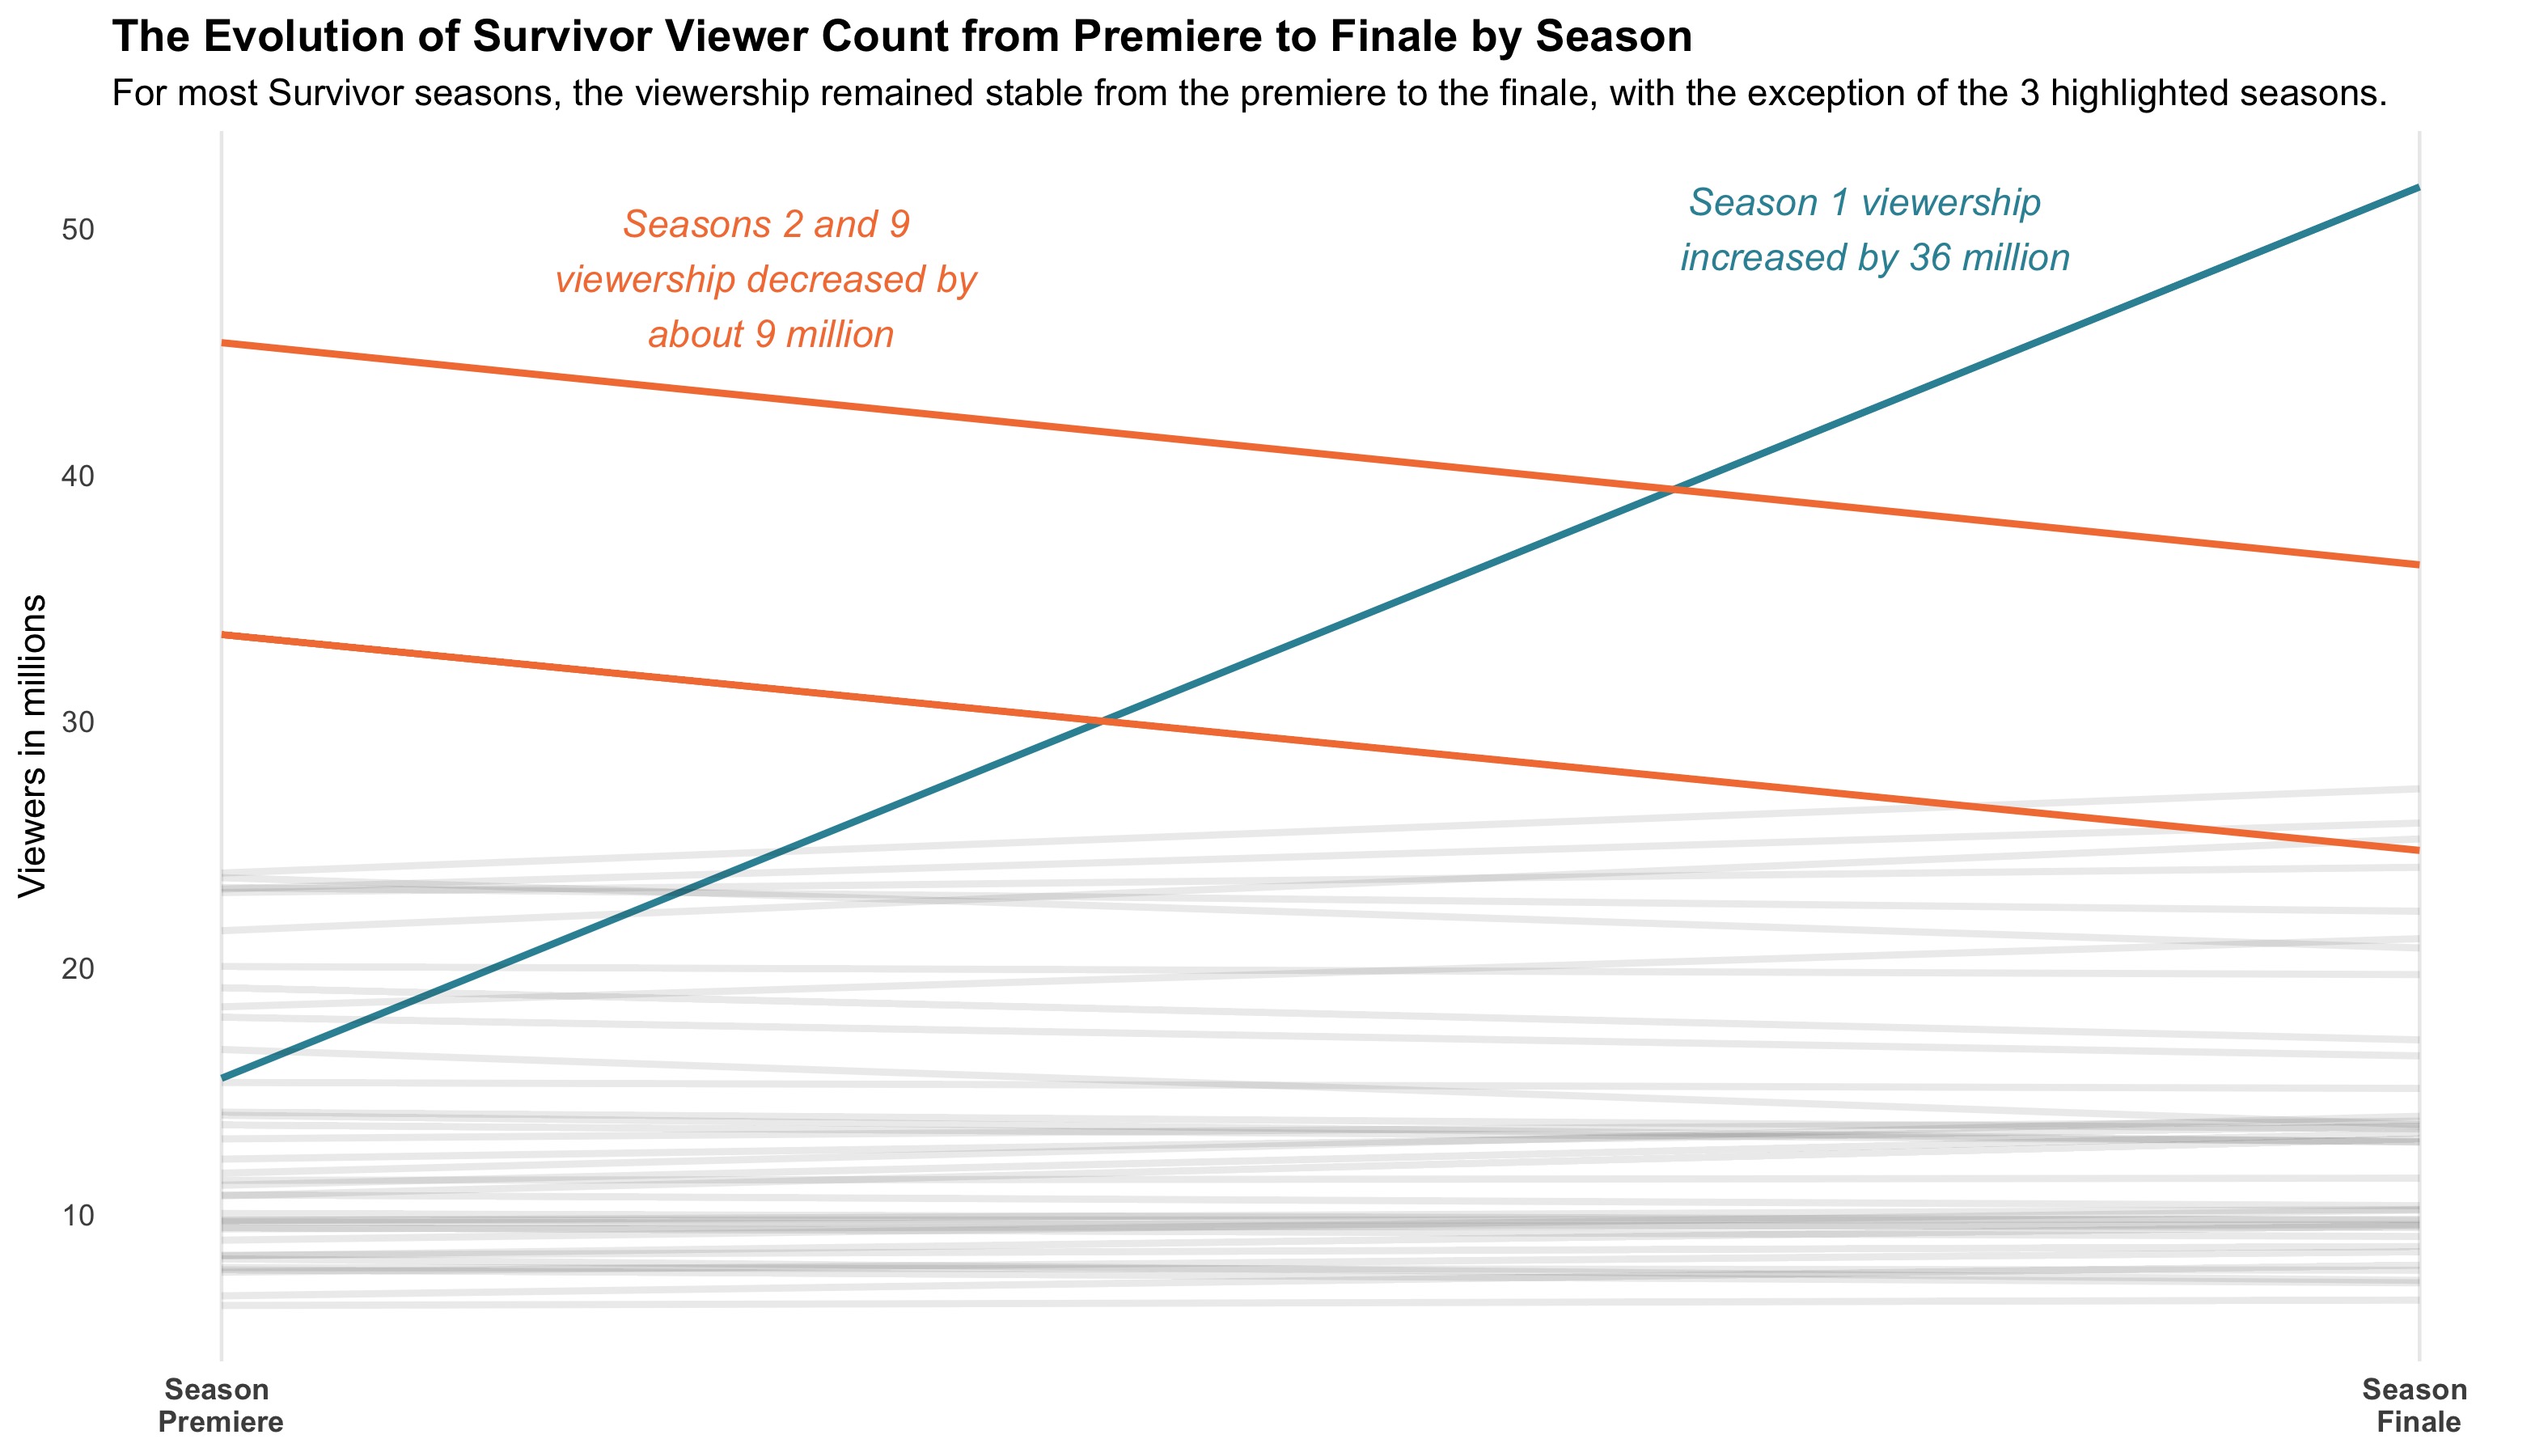 The Evolution of Survivor Viewer Count from Premiere to Finale by Season
For most Survivor seasons, the viewership remained stable from the premiere to the finale, with the exception of the 3 highlighted seasons.
Seasons 2 and 9
viewership decreased by
about 9 million
Season 1 viewership
increased by 36 million
Viewers in millions
50
40
30
20
10
Season
Premiere
Season
Finale